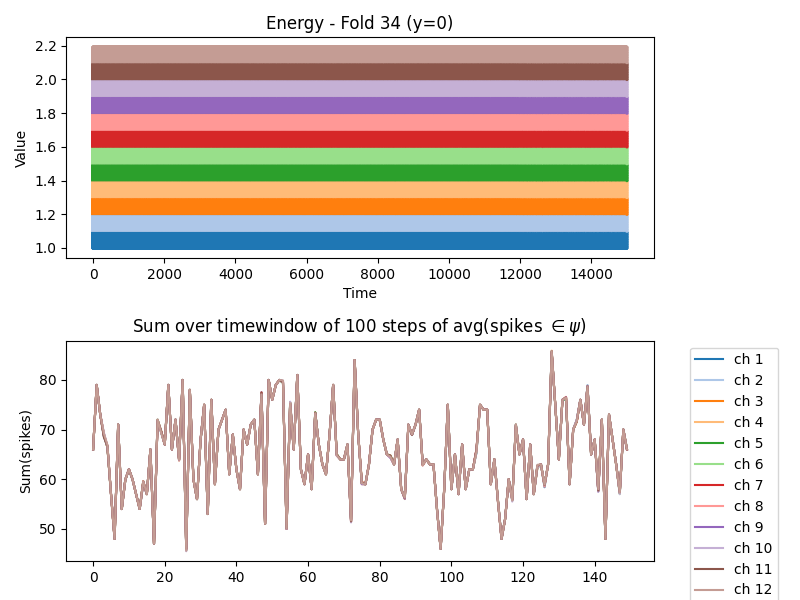 Energy - Fold 34 (y=0)
2.2
2.0
1.8
1.6
1.4
1.2
1.0
Value
0 2000 4000 6000 8000 10000 12000 14000
Time
Sum over timewindow of 100 steps of avg(spikes ∈ψ)
80
70
60
50
Sum(spikes)
0 20 40 60 80 100 120 140
ch 1
ch 2
ch 3
ch 4
ch 5
ch 6
ch 7
ch 8
ch 9
ch 10
ch 11
ch 12